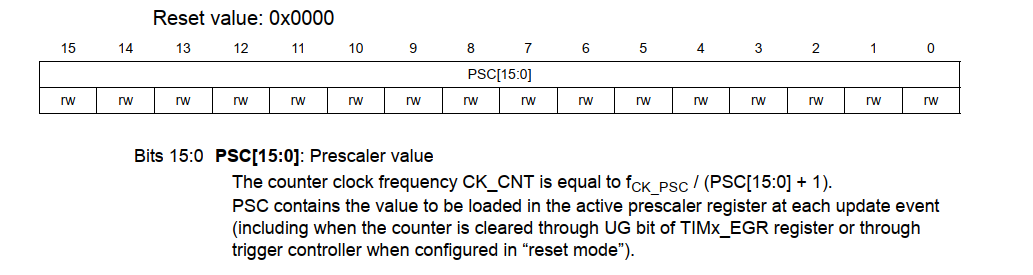 Reset value: 0x0000
15 14 13 12 11 10 9 8 7 6 5 4 3 2 1 0
PSC[15:0]
rw rw rw rw rw rw rw rw rw rw rw rw rw rw rw rw
Bits 15:0 PSC[15:0]: Prescaler value
The counter clock frequency CK_CNT is equal to fCK_PSC / (PSC[15:0] + 1).
PSC contains the value to be loaded in the active prescaler register at each update event
(including when the counter is cleared through UG bit of TIMx_EGR register or through
trigger controller when configured in “reset mode”).